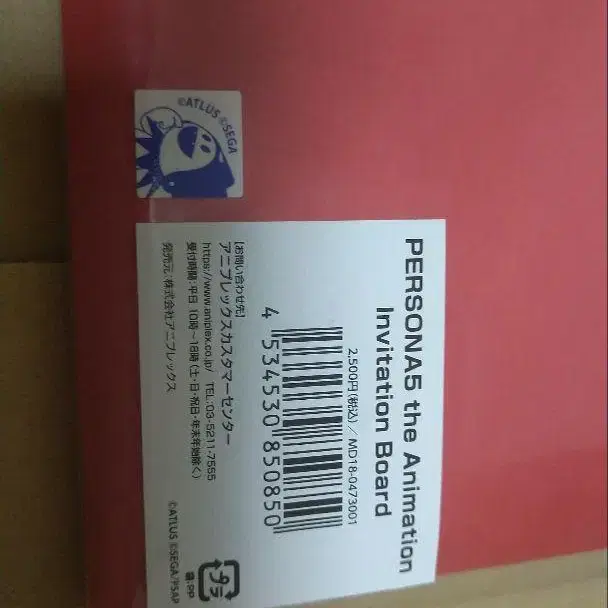 ©ATLUS ©SEGA
PERSONA5 the Animation
Invitation Board
2,500円(税込)／MD18-0473001
4 534530 850850
【お問い合わせ先】
アニプレックスカスタマーセンター
https://www.aniplex.co.jp/ TEL:03-5211-7555
受付時間:平日 10時～18時(土・日・祝日・年末年始除く)
発売元:株式会社アニプレックス
プラ
袋:PP
©ATLUS ©SEGA/P5AP